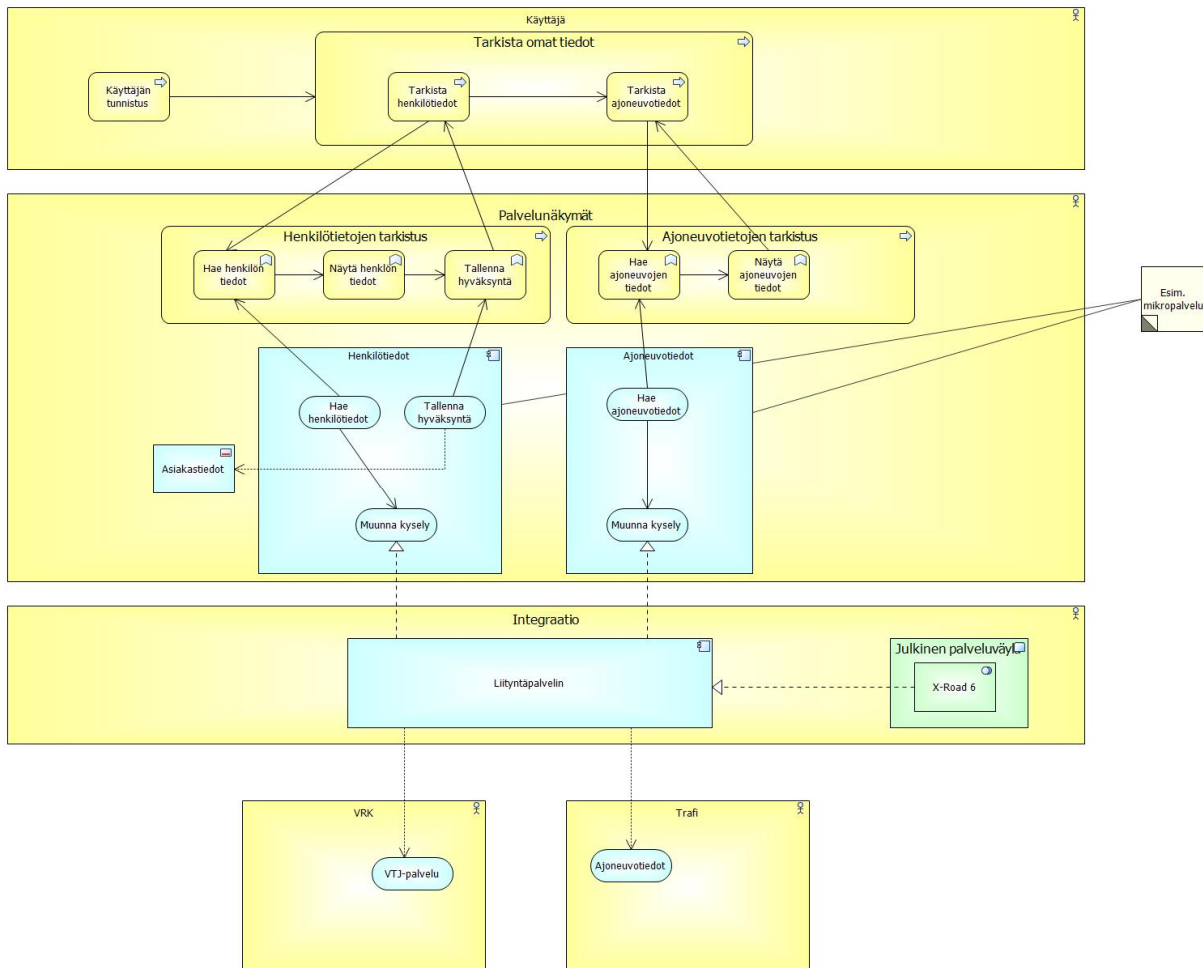 Käyttäjä
Tarkista omat tiedot
Käyttäjän
tunnistus
Tarkista
henkilötiedot
Tarkista
ajoneuvotiedot
Palvelunäkymät
Henkilötietojen tarkistus
Hae henkilön
tiedot
Näytä henklön
tiedot
Tallenna
hyväksyntä
Ajoneuvotietojen tarkistus
Hae
ajoneuvojen
tiedot
Näytä
ajoneuvojen
tiedot
Esim.
mikropalvelu
Henkilötiedot
Hae
henkilötiedot
Tallenna
hyväksyntä
Asiakastiedot
Muunna kysely
Ajoneuvotiedot
Hae
ajoneuvotiedot
Muunna kysely
Integraatio
Liityntäpalvelin
Julkinen palveluväylä
X-Road 6
VRK
VTJ-palvelu
Trafi
Ajoneuvotiedot